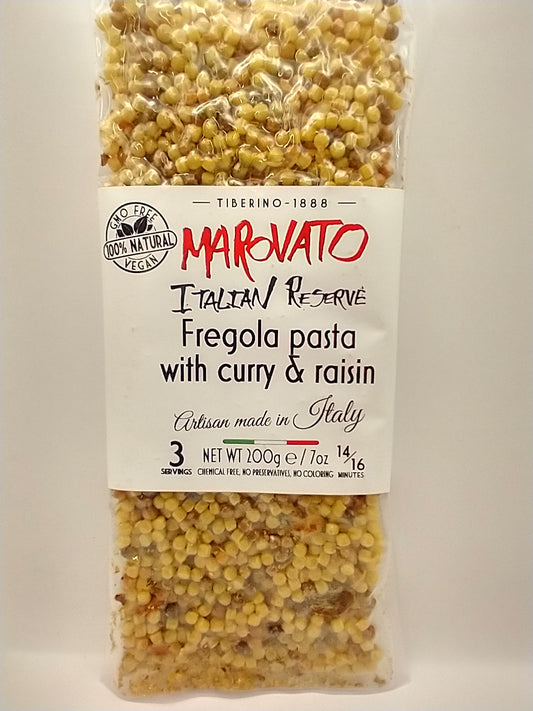 TIBERINO-1888
GMO FREE
100% NATURAL
VEGAN
MAROVATO
ITALIAN RESERVE
Fregola pasta
with curry & raisin
Artisan made in Italy
3 SERVINGS
NET WT 200g e / 7oz
14/16 MINUTES
CHEMICAL FREE, NO PRESERVATIVES, NO COLORING